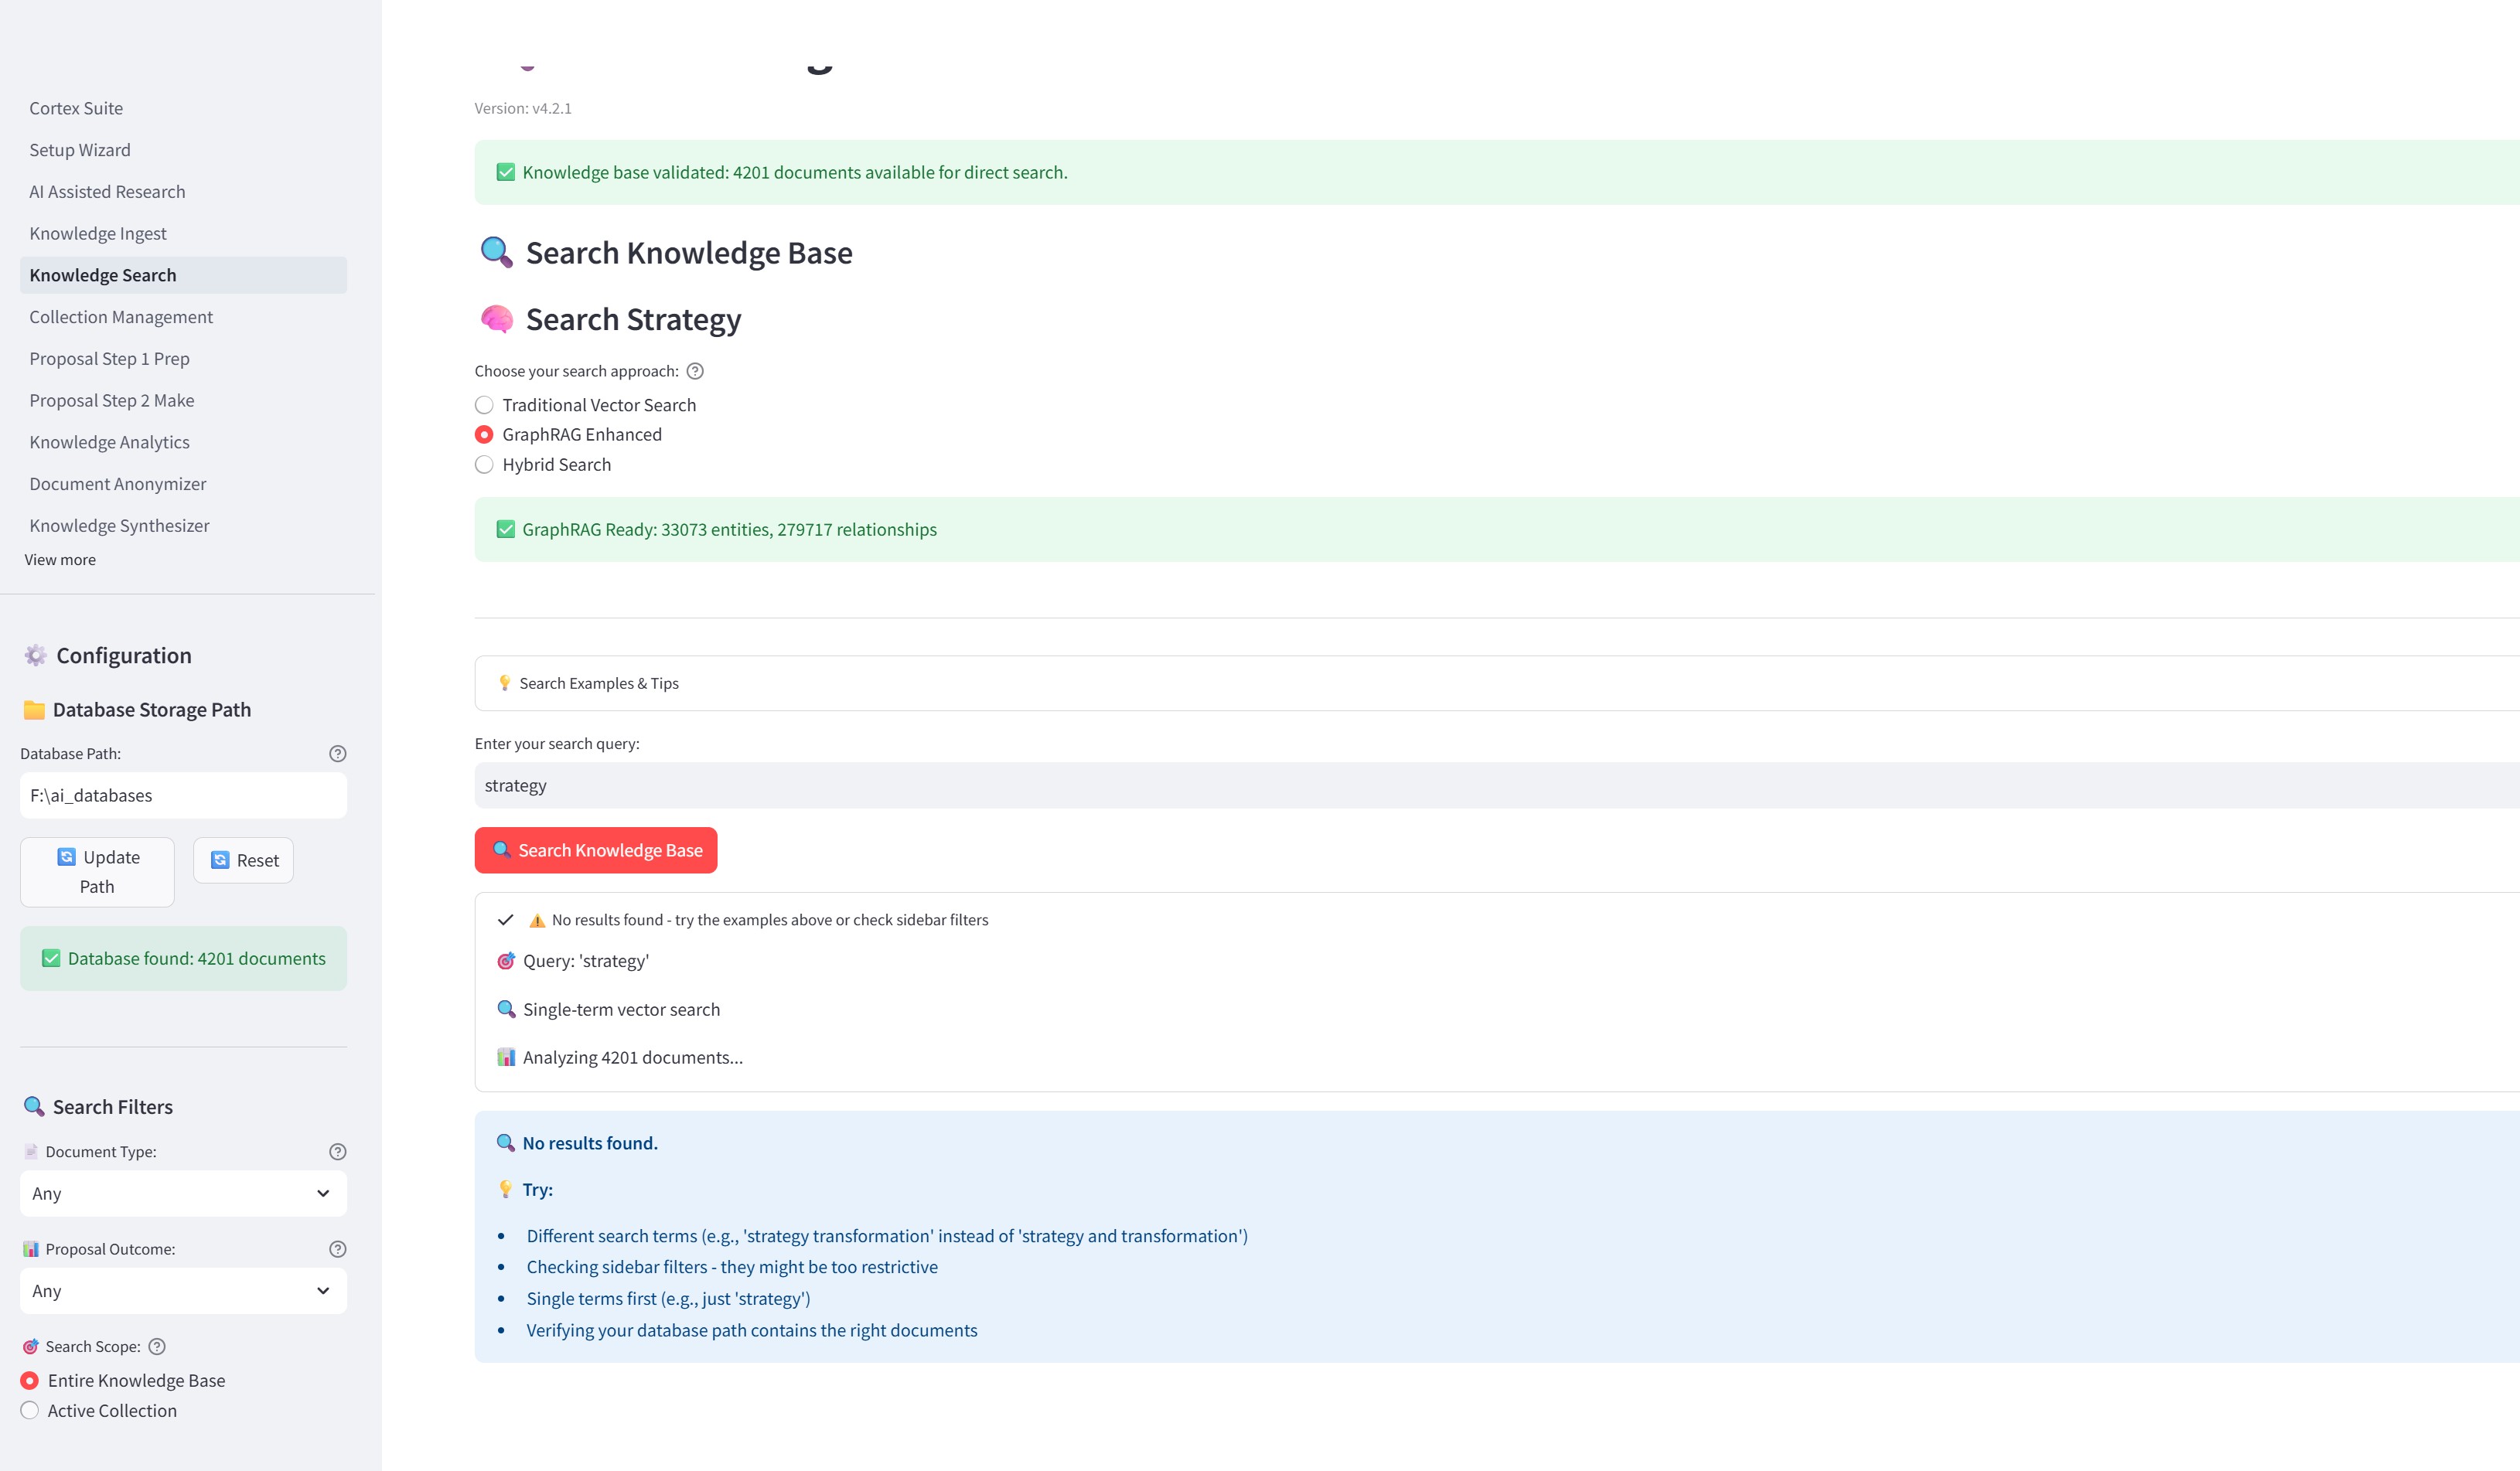 Cortex Suite
Setup Wizard
AI Assisted Research
Knowledge Ingest
Knowledge Search
Collection Management
Proposal Step 1 Prep
Proposal Step 2 Make
Knowledge Analytics
Document Anonymizer
Knowledge Synthesizer
View more
Configuration
Database Storage Path
Database Path:
F:\ai_databases
Update
Path
Reset
Database found: 4201 documents
Search Filters
Document Type:
Any
Proposal Outcome:
Any
Search Scope:
Entire Knowledge Base
Active Collection
Version: v4.2.1
Knowledge base validated: 4201 documents available for direct search.
Search Knowledge Base
Search Strategy
Choose your search approach:
Traditional Vector Search
GraphRAG Enhanced
Hybrid Search
GraphRAG Ready: 33073 entities, 279717 relationships
Search Examples & Tips
Enter your search query:
strategy
Search Knowledge Base
No results found - try the examples above or check sidebar filters
Query: 'strategy'
Single-term vector search
Analyzing 4201 documents...
No results found.
Try:
• Different search terms (e.g., 'strategy transformation' instead of 'strategy and transformation')
• Checking sidebar filters - they might be too restrictive
• Single terms first (e.g., just 'strategy')
• Verifying your database path contains the right documents